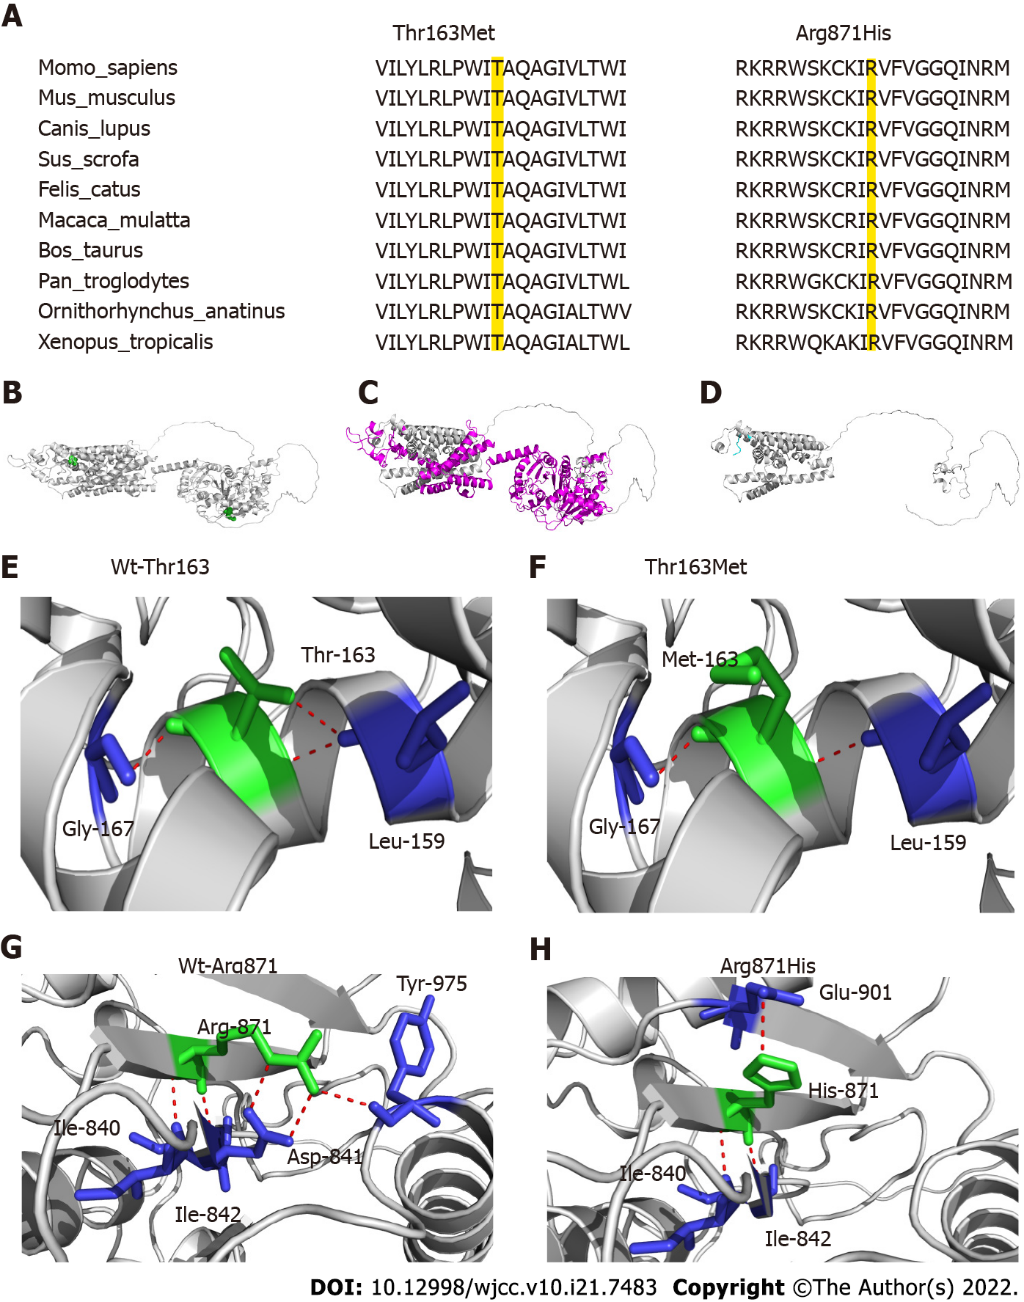 A
Thr163Met Arg871His
Momo_sapiens VILYLRLPWITAQAGIVLTWI RKRRWSKCKIRVFVGGQINRM
Mus_musculus VILYLRLPWITAQAGIVLTWI RKRRWSKCKIRVFVGGQINRM
Canis_lupus VILYLRLPWITAQAGIVLTWI RKRRWSKCKIRVFVGGQINRM
Sus_scrofa VILYLRLPWITAQAGIVLTWI RKRRWSKCKIRVFVGGQINRM
Felis_catus VILYLRLPWITAQAGIVLTWI RKRRWSKCRIRVFVGGQINRM
Macaca_mulatta VILYLRLPWITAQAGIVLTWI RKRRWSKCRIRVFVGGQINRM
Bos_taurus VILYLRLPWITAQAGIVLTWI RKRRWSKCRIRVFVGGQINRM
Pan_troglodytes VILYLRLPWITAQAGIVLTWL RKRRWGKCKIRVFVGGQINRM
Ornithorhynchus_anatinus VILYLRLPWITAQAGIALTWV RKRRWSKCKIRVFVGGQINRM
Xenopus_tropicalis VILYLRLPWITAQAGIALTWL RKRRWQKAKIRVFVGGQINRM
B C D
E Wt-Thr163
Thr-163
Gly-167
Leu-159
F Thr163Met
Met-163
Gly-167
Leu-159
G
Wt-Arg871
Tyr-975
Arg-871
Ile-840
Asp-841
Ile-842
H
Arg871His
Glu-901
His-871
Ile-840
Ile-842
DOI: 10.12998/wjcc.v10.i21.7483 Copyright ©The Author(s) 2022.